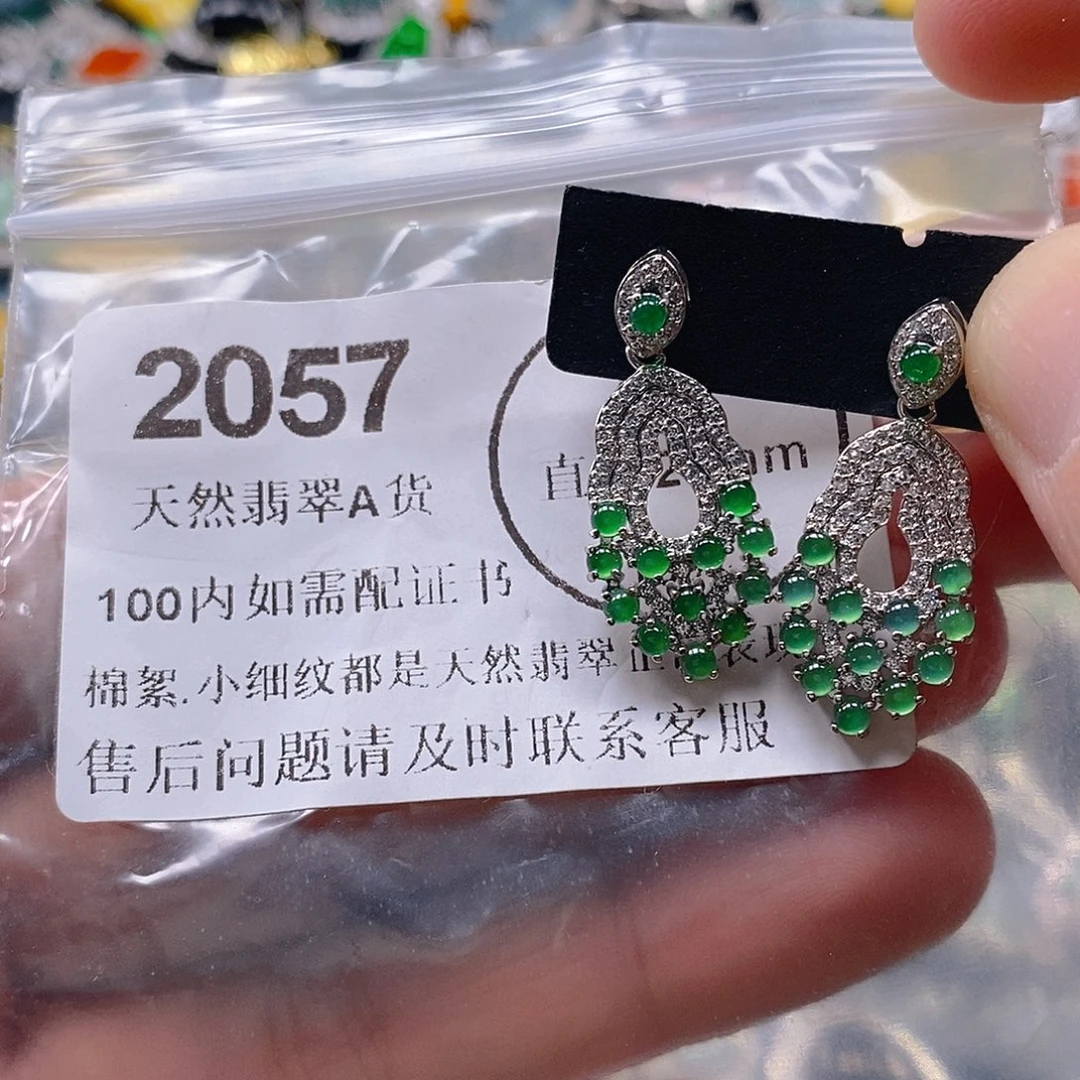 2057
天然翡翠A货
直 2 mm
100内如需配证书
棉絮.小细纹都是天然翡翠
售后问题请及时联系客服